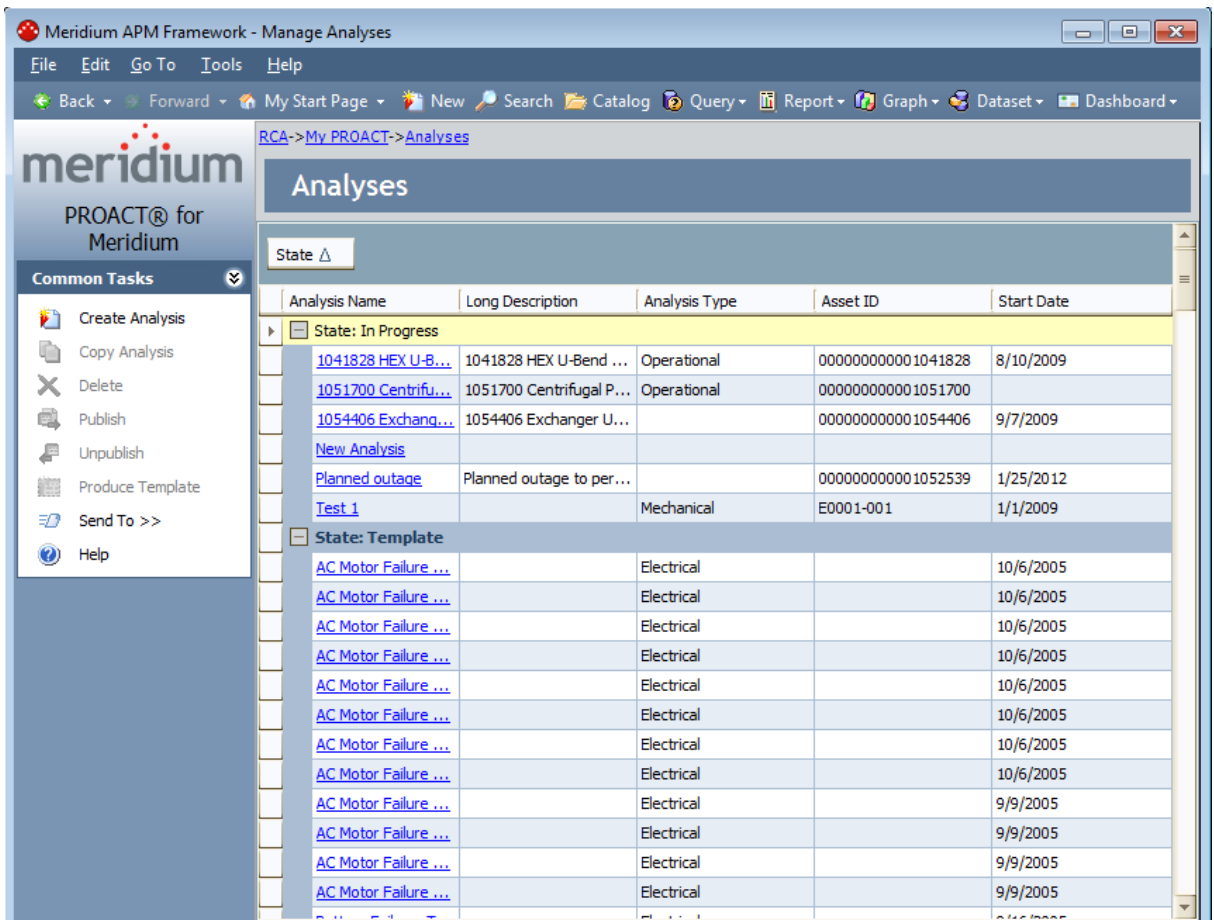 Meridium APM Framework - Manage Analyses
File Edit Go To Tools Help
Back Forward My Start Page New Search Catalog Query Report Graph Dataset Dashboard
meridium
PROACT® for
Meridium
Common Tasks
Create Analysis
Copy Analysis
Delete
Publish
Unpublish
Produce Template
Send To >>
Help
RCA->My PROACT->Analyses
Analyses
State
Analysis Name Long Description Analysis Type Asset ID Start Date
State: In Progress
1041828 HEX U-B... 1041828 HEX U-Bend ... Operational 000000000001041828 8/10/2009
1051700 Centrifu... 1051700 Centrifugal P... Operational 000000000001051700
1054406 Exchang... 1054406 Exchanger U... 000000000001054406 9/7/2009
New Analysis
Planned outage Planned outage to per... 000000000001052539 1/25/2012
Test 1 Mechanical E0001-001 1/1/2009
State: Template
AC Motor Failure ... Electrical 10/6/2005
AC Motor Failure ... Electrical 10/6/2005
AC Motor Failure ... Electrical 10/6/2005
AC Motor Failure ... Electrical 10/6/2005
AC Motor Failure ... Electrical 10/6/2005
AC Motor Failure ... Electrical 10/6/2005
AC Motor Failure ... Electrical 10/6/2005
AC Motor Failure ... Electrical 10/6/2005
AC Motor Failure ... Electrical 9/9/2005
AC Motor Failure ... Electrical 9/9/2005
AC Motor Failure ... Electrical 9/9/2005
AC Motor Failure ... Electrical 9/9/2005